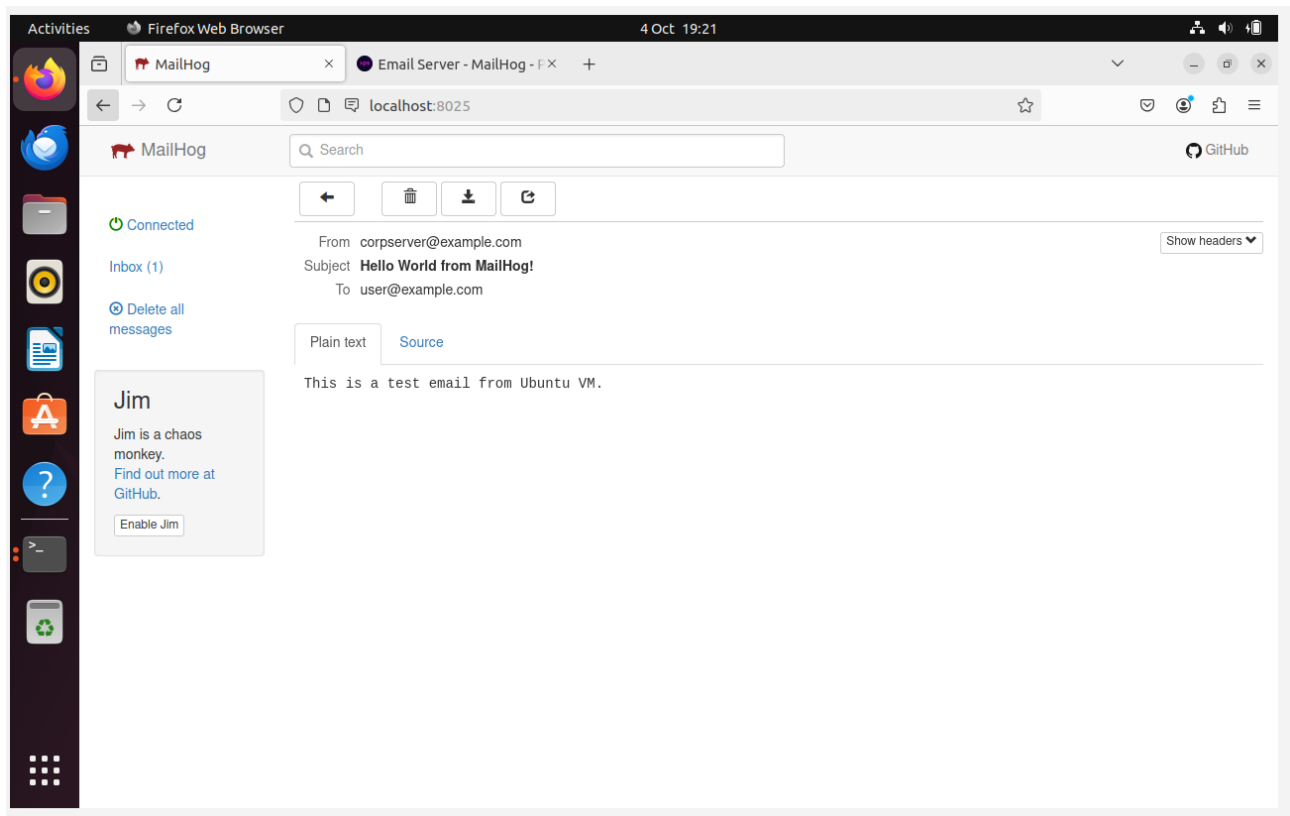 Activities Firefox Web Browser 4 Oct 19:21
MailHog Email Server - MailHog -
localhost:8025
MailHog Search GitHub
Connected
Inbox (1)
Delete all
messages
From corpserver@example.com Show headers
Subject Hello World from MailHog!
To user@example.com
Plain text Source
This is a test email from Ubuntu VM.
Jim
Jim is a chaos
monkey.
Find out more at
GitHub.
Enable Jim